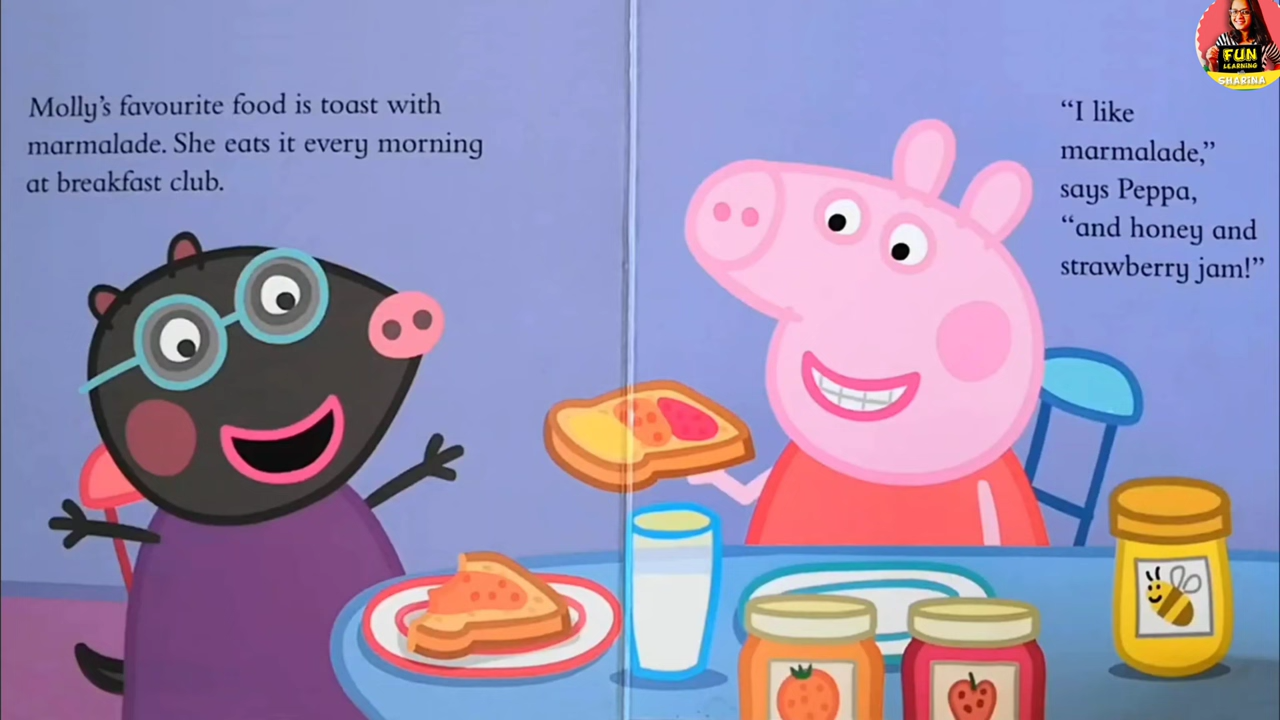 Molly’s favourite food is toast with
marmalade. She eats it every morning
at breakfast club.
“I like
marmalade,”
says Peppa,
“and honey and
strawberry jam!”
FUN
LEARNING
SHARINA